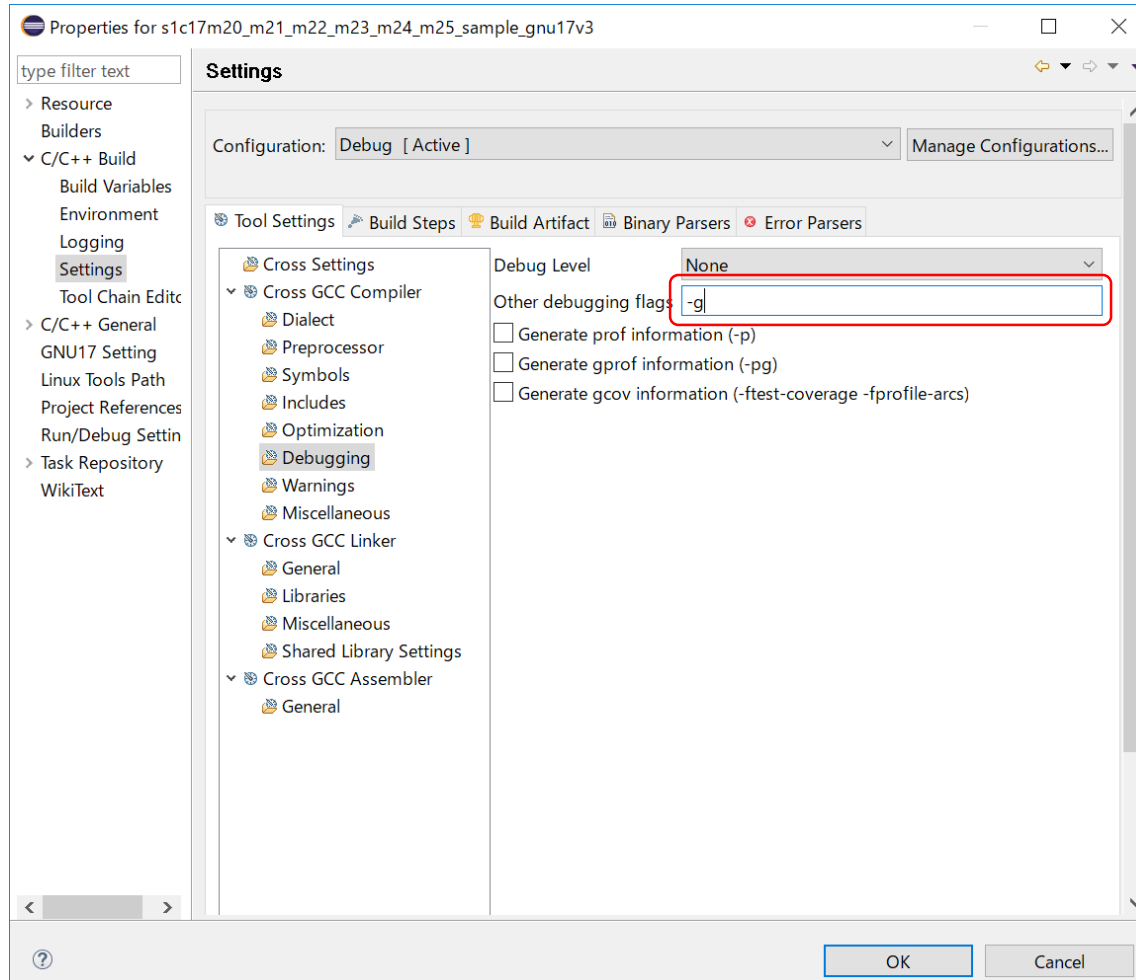 Properties for s1c17m20_m21_m22_m23_m24_m25_sample_gnu17v3
type filter text
Resource
Builders
C/C++ Build
Build Variables
Environment
Logging
Settings
Tool Chain Edito
C/C++ General
GNU17 Setting
Linux Tools Path
Project References
Run/Debug Settin
Task Repository
WikiText
Settings
Configuration: Debug [ Active ] Manage Configurations...
Tool Settings Build Steps Build Artifact Binary Parsers Error Parsers
Cross Settings
Cross GCC Compiler
Dialect
Preprocessor
Symbols
Includes
Optimization
Debugging
Warnings
Miscellaneous
Cross GCC Linker
General
Libraries
Miscellaneous
Shared Library Settings
Cross GCC Assembler
General
Debug Level None
Other debugging flags -g
Generate prof information (-p)
Generate gprof information (-pg)
Generate gcov information (-ftest-coverage -fprofile-arcs)
OK Cancel